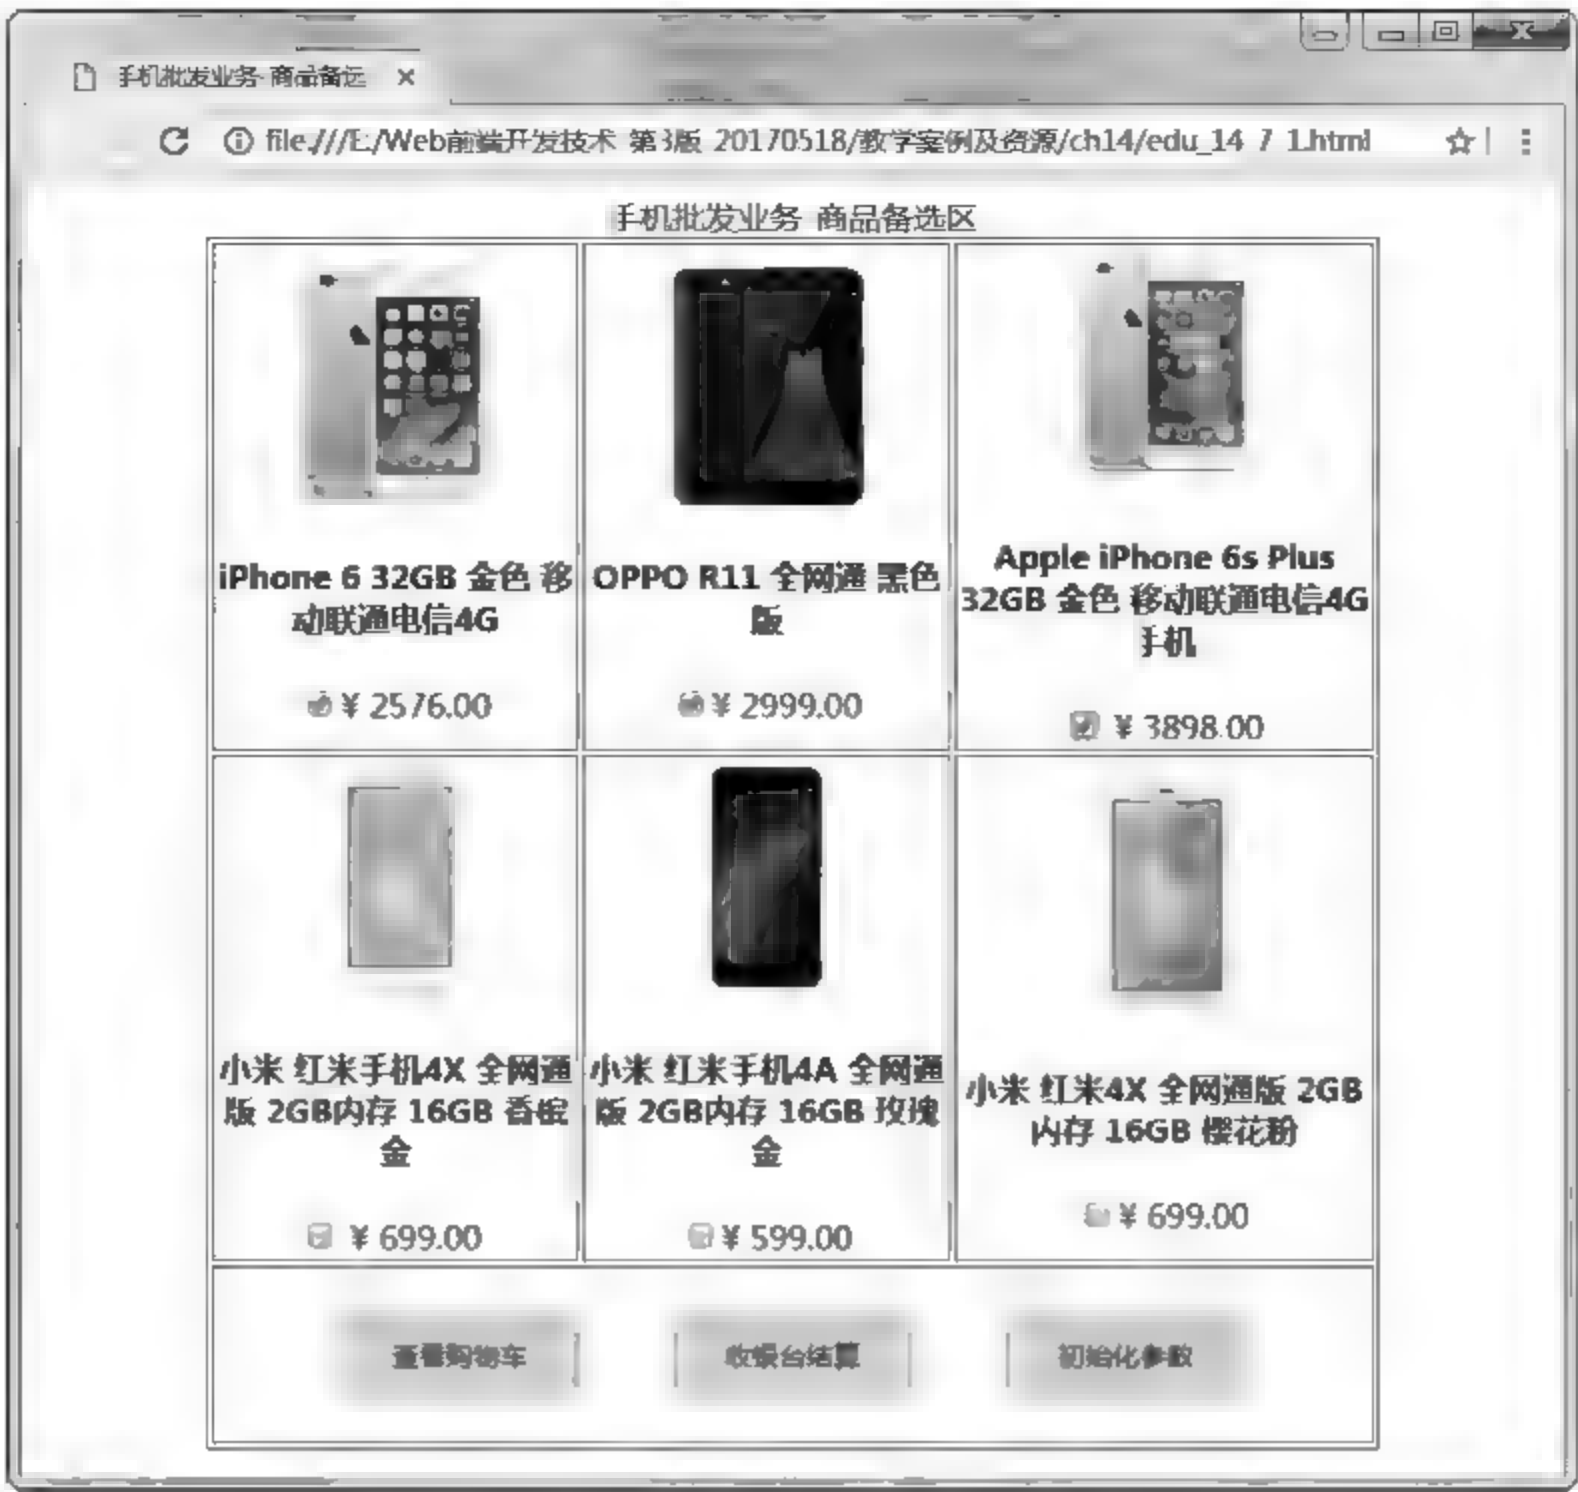 手机批发业务-商品备选
file:///E:/Web前端开发技术-第3版-20170518/教学案例及资源/ch14/edu_14_7_1.html
手机批发业务-商品备选区
iPhone 6 32GB 金色 移
动联通电信4G
¥ 2576.00
OPPO R11 全网通 黑色
版
¥ 2999.00
Apple iPhone 6s Plus
32GB 金色 移动联通电信4G
手机
¥ 3898.00
小米 红米手机4X 全网通
版 2GB内存 16GB 香槟
金
¥ 699.00
小米 红米手机4A 全网通
版 2GB内存 16GB 玫瑰
金
¥ 599.00
小米 红米4X 全网通版 2GB
内存 16GB 樱花粉
¥ 699.00
查看购物车
收银台结算
初始化参数